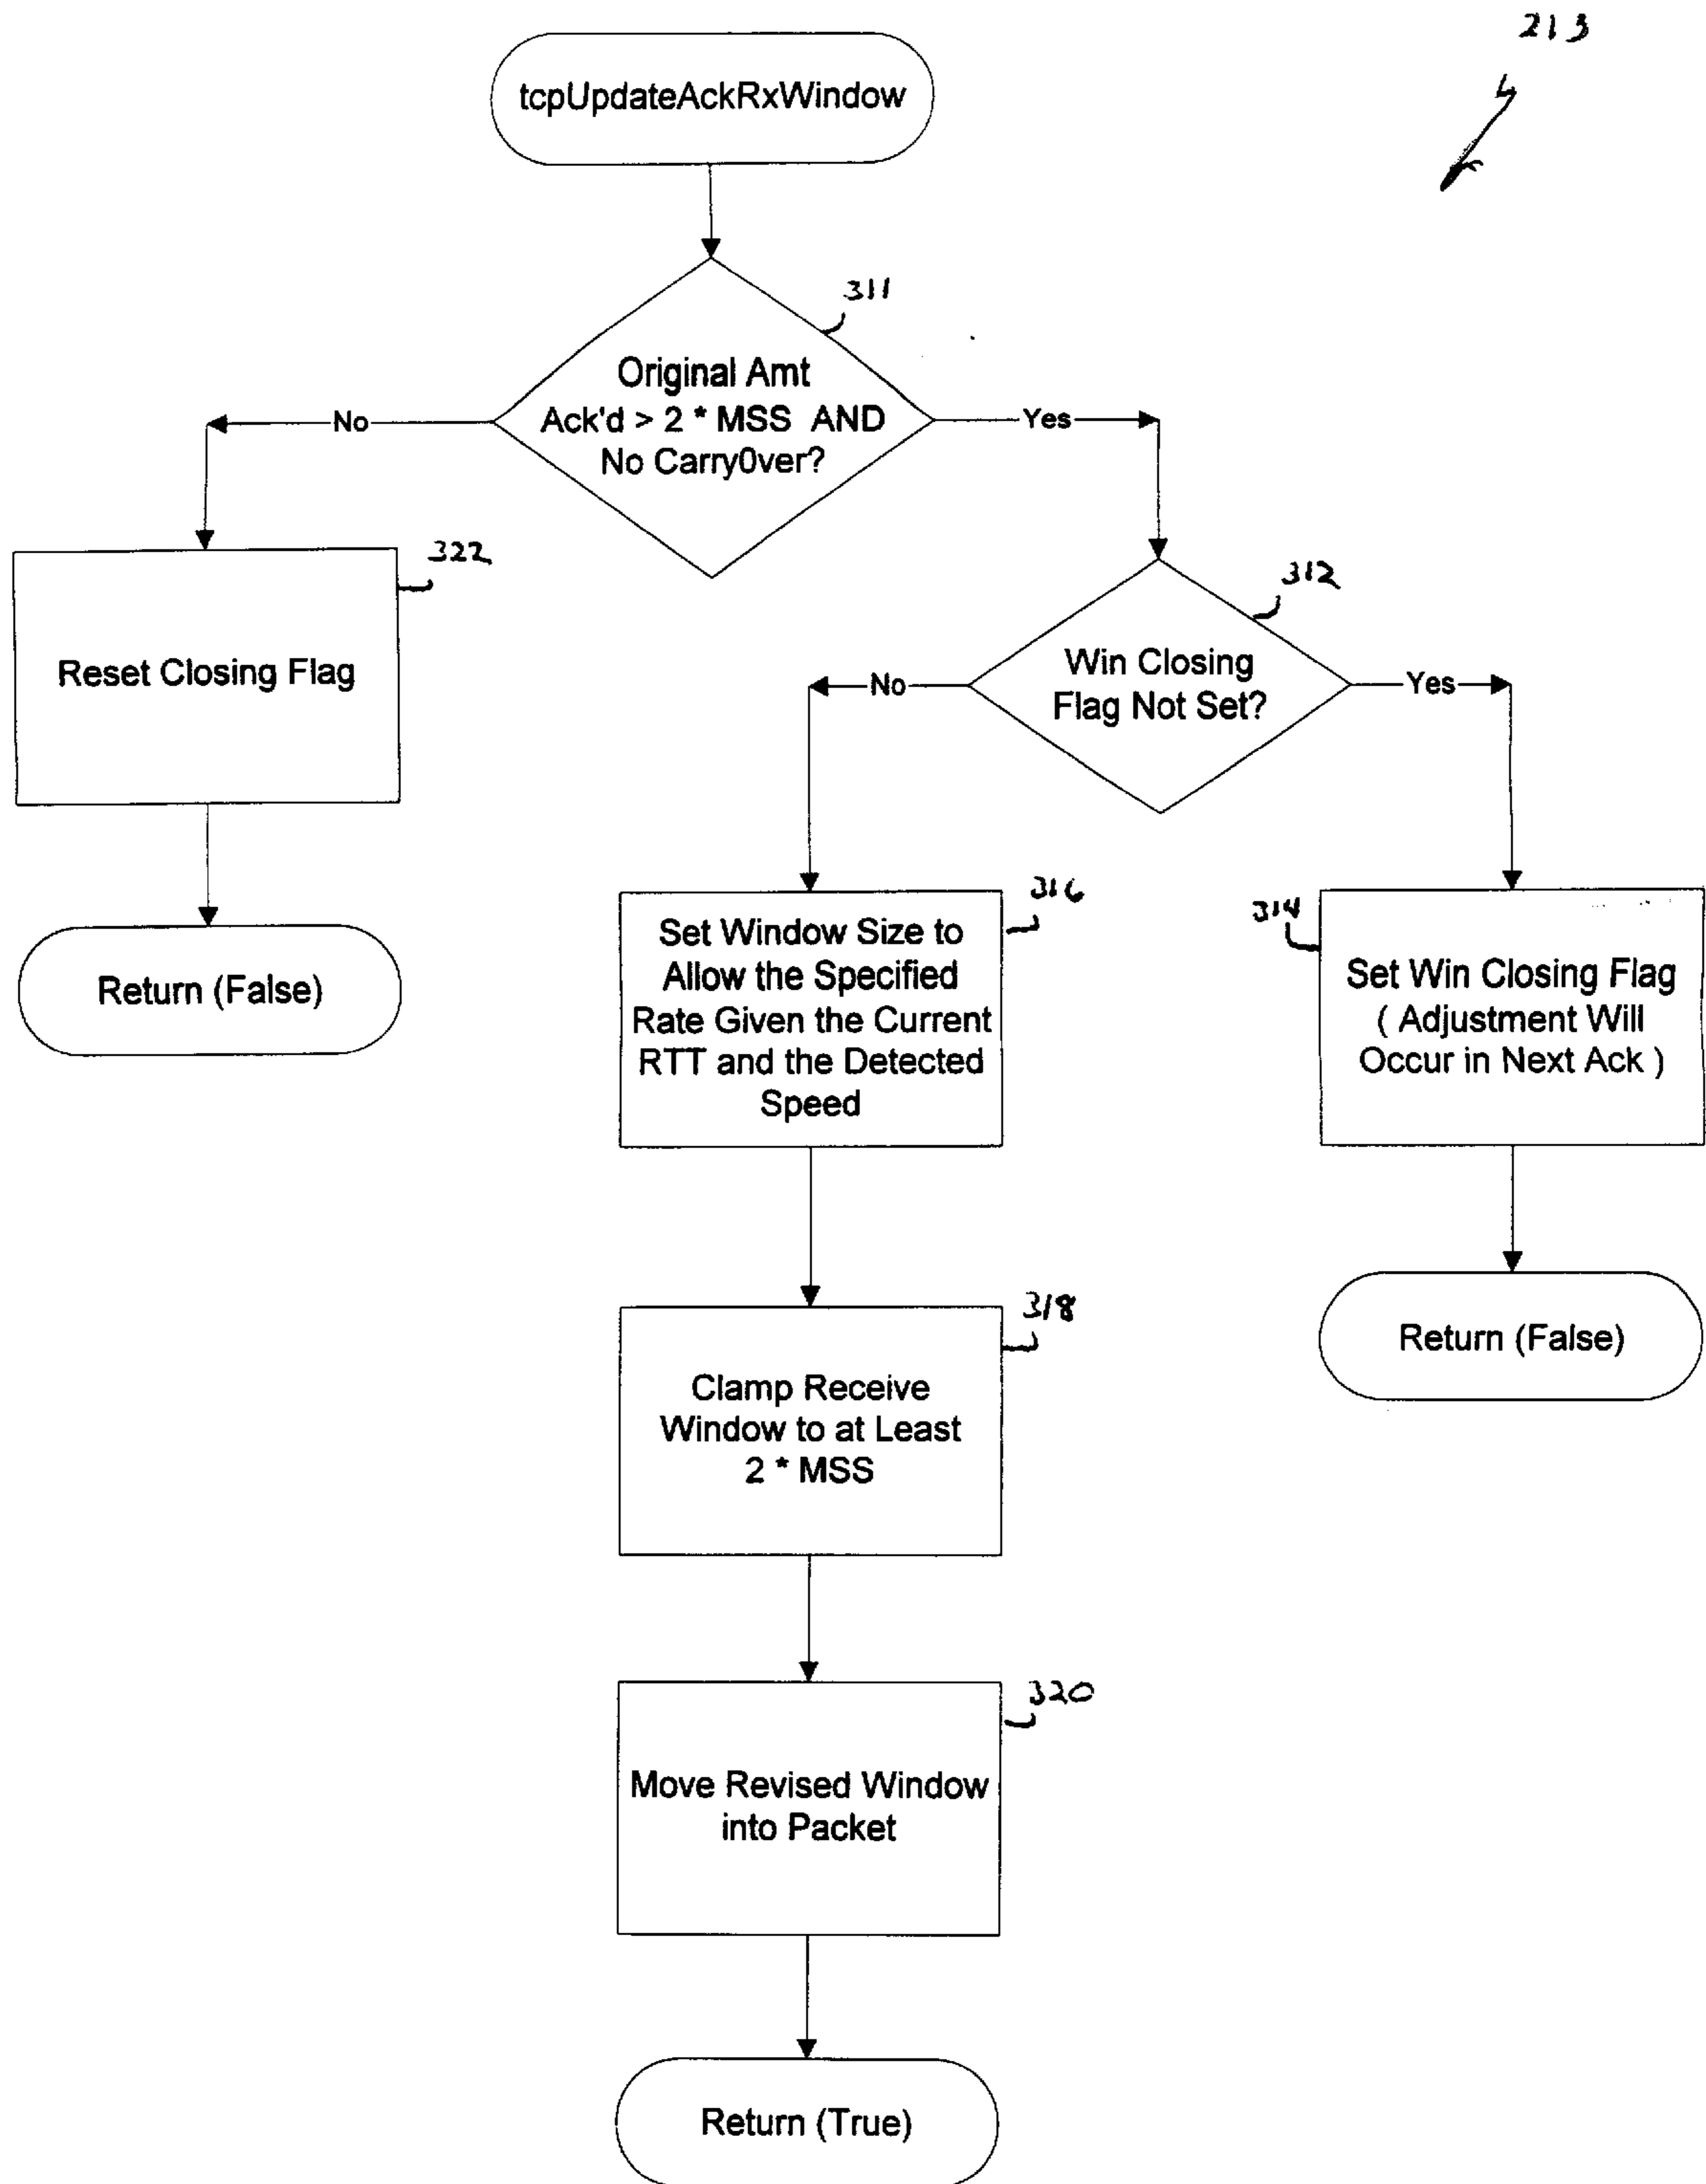 213
tcpUpdateAckRxWindow
311
Original Amt
Ack'd > 2 * MSS AND
No Carry0ver?
No
Yes
322
Reset Closing Flag
Return (False)
312
Win Closing
Flag Not Set?
No
Yes
316
Set Window Size to
Allow the Specified
Rate Given the Current
RTT and the Detected
Speed
314
Set Win Closing Flag
( Adjustment Will
Occur in Next Ack )
Return (False)
318
Clamp Receive
Window to at Least
2 * MSS
320
Move Revised Window
into Packet
Return (True)